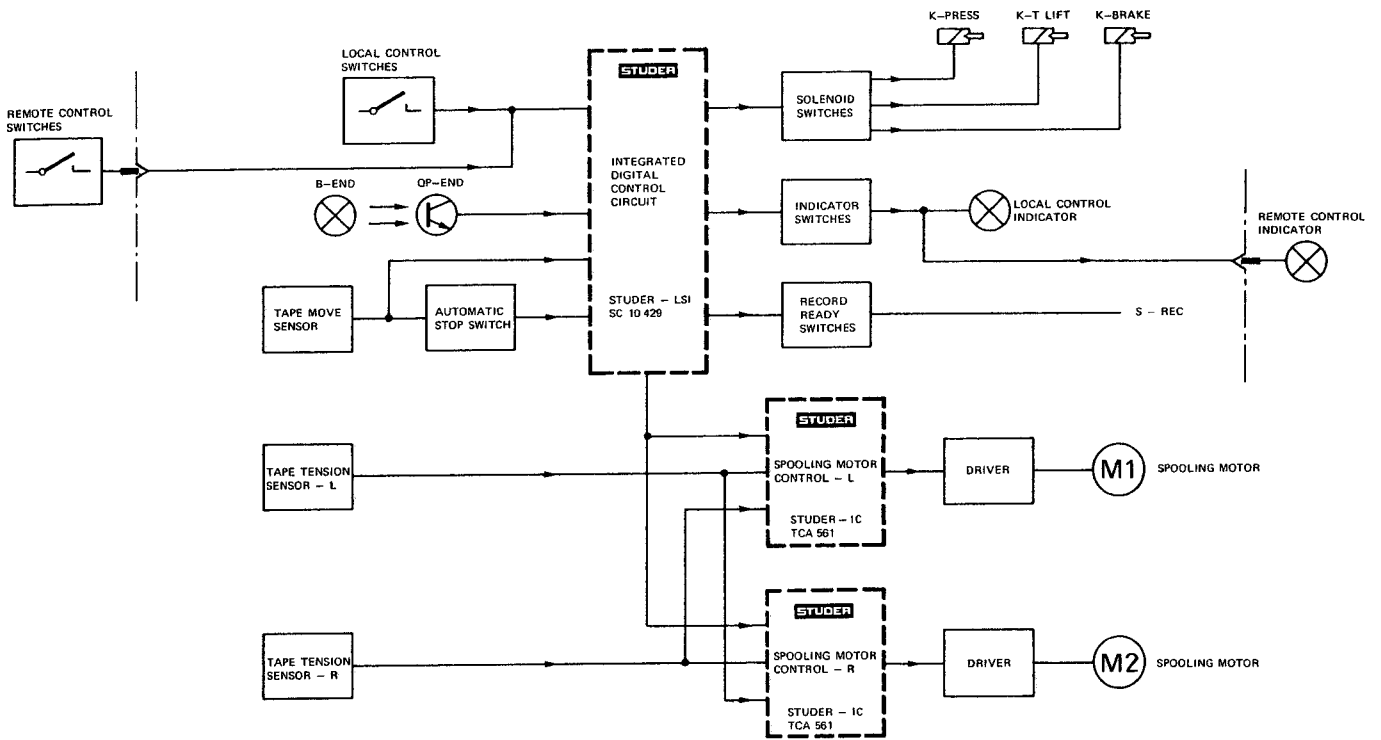 K–PRESS
K–T LIFT
K–BRAKE
LOCAL CONTROL
SWITCHES
STUDER
REMOTE CONTROL
SWITCHES
SOLENOID
SWITCHES
INTEGRATED
DIGITAL
CONTROL
CIRCUIT
B–END
OP–END
INDICATOR
SWITCHES
LOCAL CONTROL
INDICATOR
REMOTE CONTROL
INDICATOR
TAPE MOVE
SENSOR
AUTOMATIC
STOP SWITCH
STUDER – LSI
SC 10 429
RECORD
READY
SWITCHES
S – REC
STUDER
TAPE TENSION
SENSOR – L
SPOOLING MOTOR
CONTROL – L
DRIVER
M1
SPOOLING MOTOR
STUDER – IC
TCA 561
STUDER
TAPE TENSION
SENSOR – R
SPOOLING MOTOR
CONTROL – R
DRIVER
M2
SPOOLING MOTOR
STUDER – IC
TCA 561